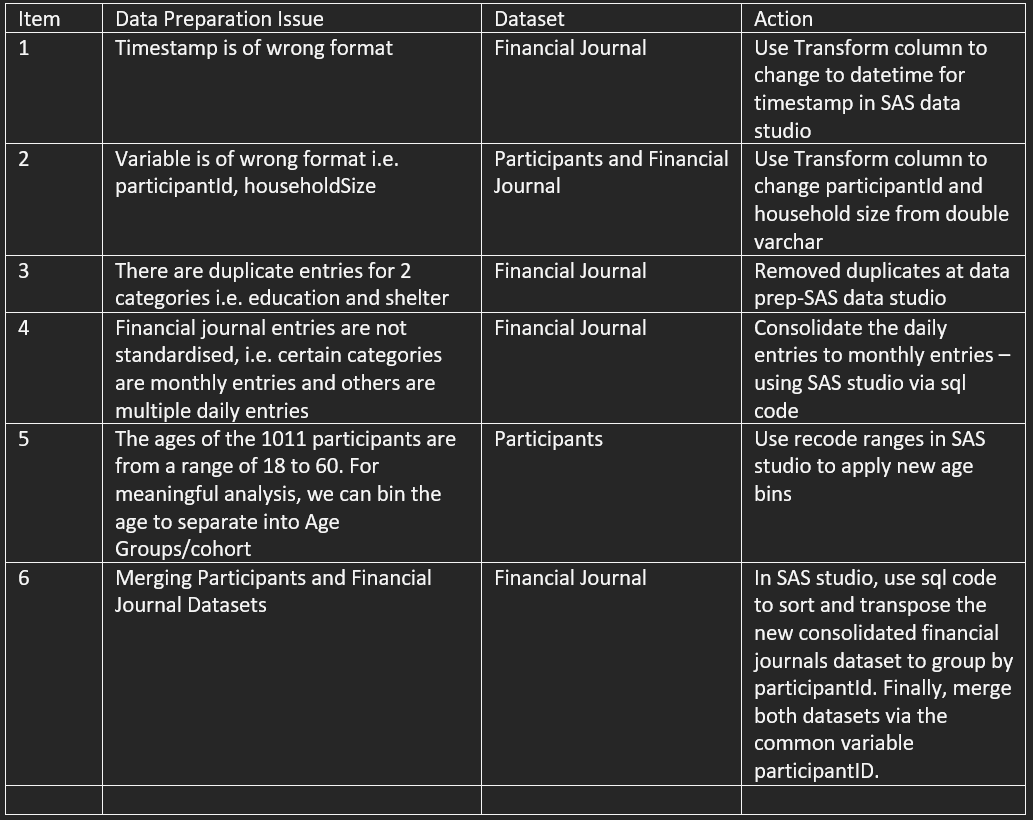 Item Data Preparation Issue Dataset Action
1 Timestamp is of wrong format Financial Journal Use Transform column to
change to datetime for
timestamp in SAS data
studio
2 Variable is of wrong format i.e. Participants and Financial Use Transform column to
participantId, householdSize Journal change participantId and
household size from double
varchar
3 There are duplicate entries for 2 Financial Journal Removed duplicates at data
categories i.e. education and shelter prep-SAS data studio
4 Financial journal entries are not Financial Journal Consolidate the daily
standardised, i.e. certain categories entries to monthly entries –
are monthly entries and others are using SAS studio via sql
multiple daily entries code
5 The ages of the 1011 participants are Participants Use recode ranges in SAS
from a range of 18 to 60. For studio to apply new age
meaningful analysis, we can bin the bins
age to separate into Age
Groups/cohort
6 Merging Participants and Financial Financial Journal In SAS studio, use sql code
Journal Datasets to sort and transpose the
new consolidated financial
journals dataset to group by
participantId. Finally, merge
both datasets via the
common variable
participantID.